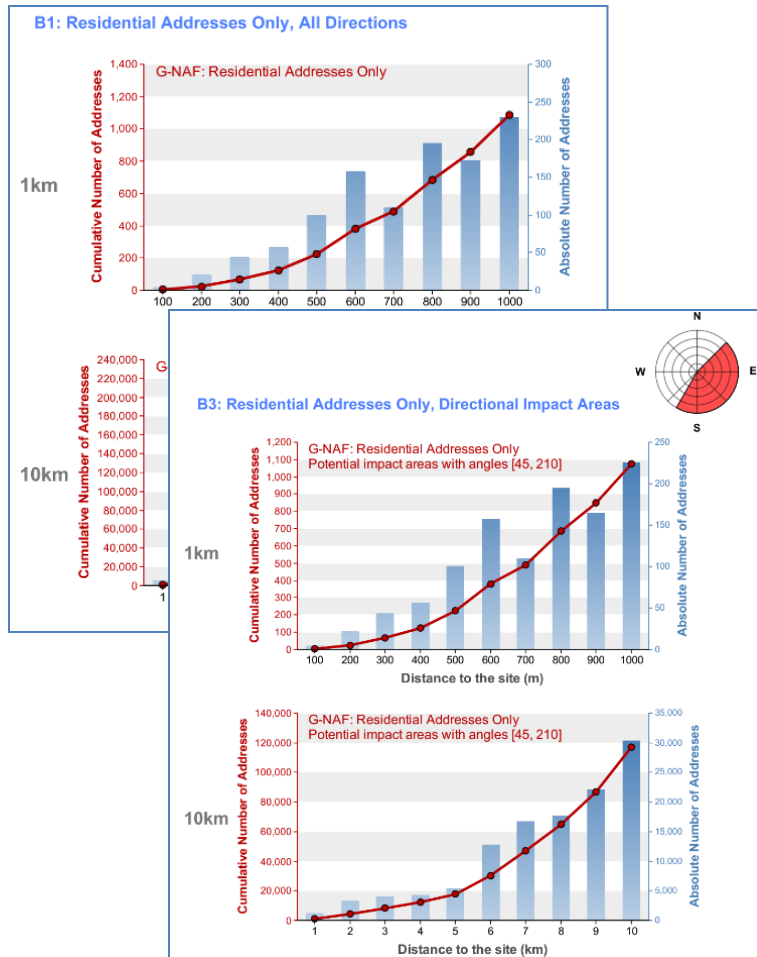 B1: Residential Addresses Only, All Directions
G-NAF: Residential Addresses Only
1km
Cumulative Number of Addresses
1,400
1,200
1,000
800
600
400
200
0
300
250
200
150
100
50
0
Absolute Number of Addresses
100 200 300 400 500 600 700 800 900 1000
10km
Cumulative Number of Addresses
240,000
220,000
200,000
180,000
160,000
140,000
120,000
100,000
80,000
60,000
40,000
20,000
0
1
N
W
E
S
B3: Residential Addresses Only, Directional Impact Areas
G-NAF: Residential Addresses Only
Potential impact areas with angles [45, 210]
1km
Cumulative Number of Addresses
1,200
1,100
1,000
900
800
700
600
500
400
300
200
100
0
250
200
150
100
50
0
Absolute Number of Addresses
100 200 300 400 500 600 700 800 900 1000
Distance to the site (m)
G-NAF: Residential Addresses Only
Potential impact areas with angles [45, 210]
10km
Cumulative Number of Addresses
140,000
120,000
100,000
80,000
60,000
40,000
20,000
0
35,000
30,000
25,000
20,000
15,000
10,000
5,000
0
Absolute Number of Addresses
1 2 3 4 5 6 7 8 9 10
Distance to the site (km)